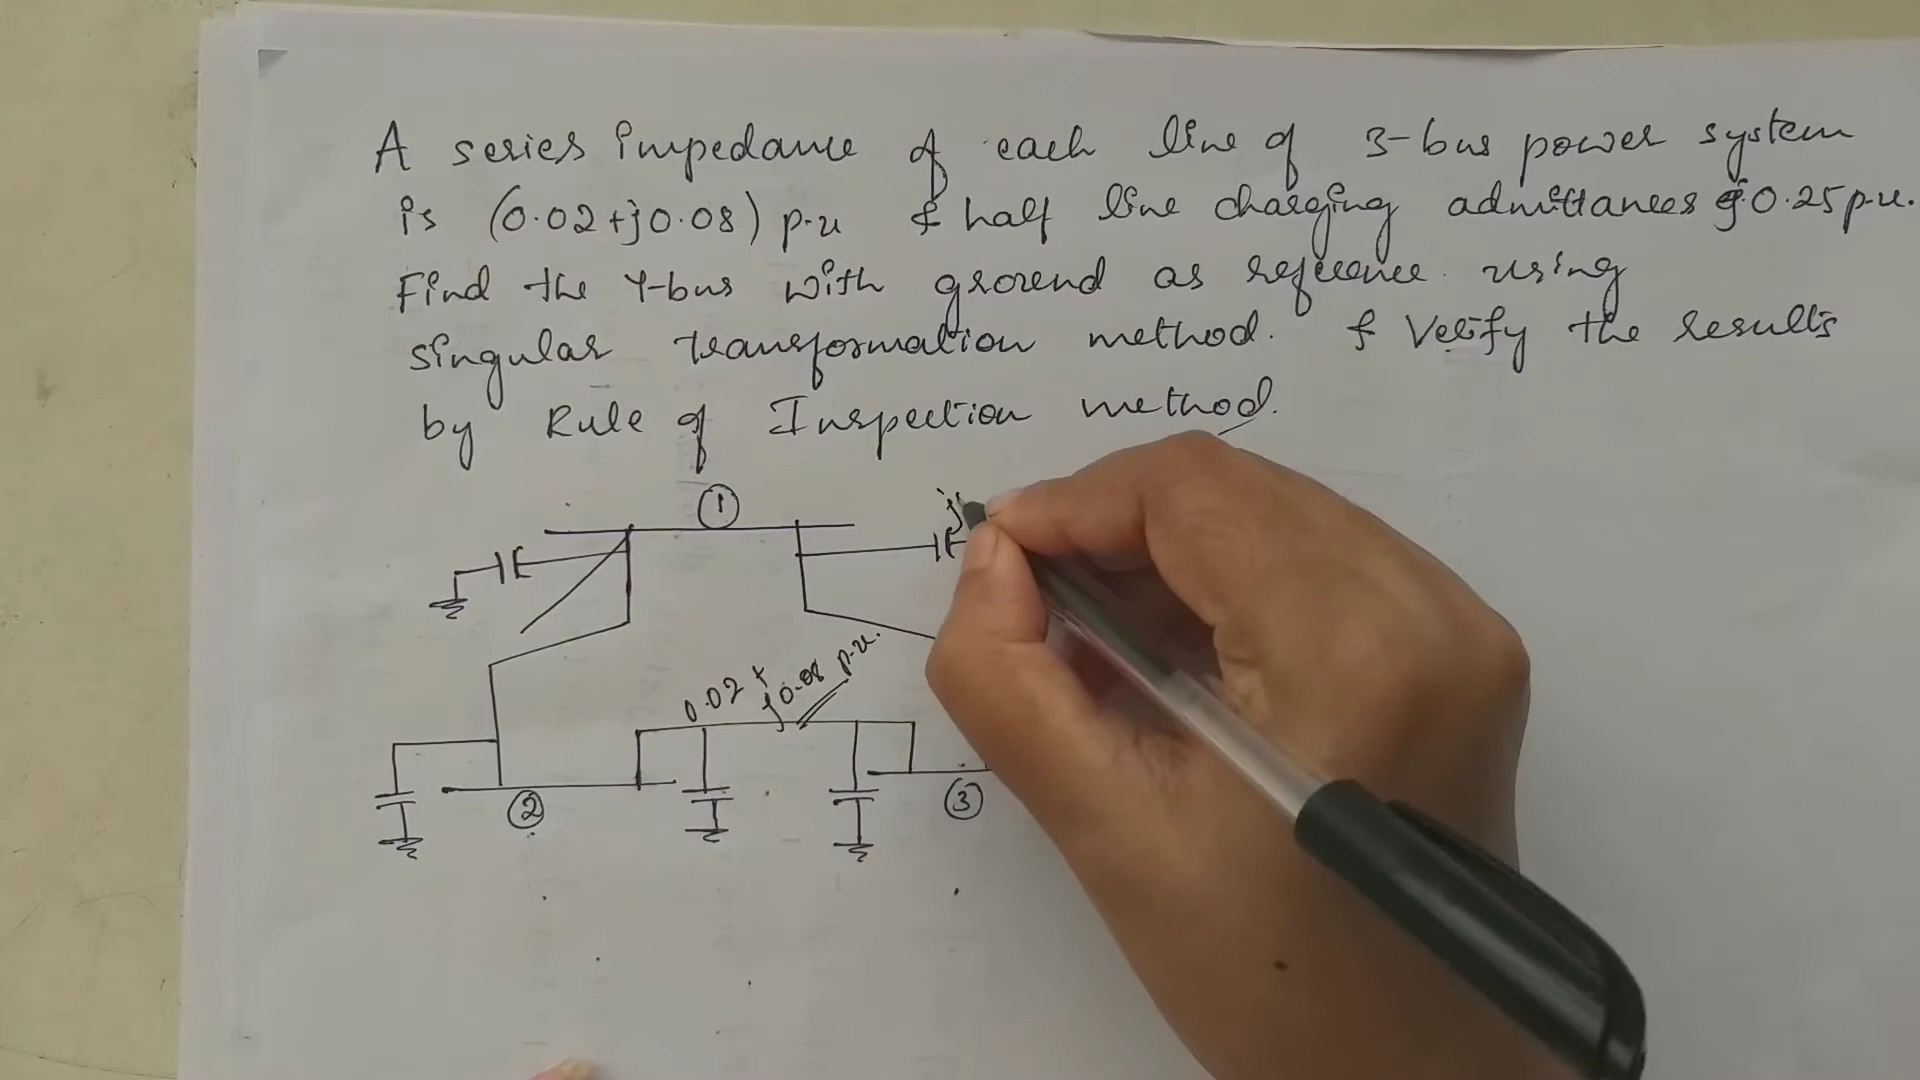 A series impedance of each line of 3-bus power system
is (0.02+j0.08) p.u & half line charging admittances j0.25 p.u.
Find the Y-bus with ground as reference using
singular transformation method. & Verify the results
by Rule of Inspection method.
1
j
0.02 +
j0.08 p.u.
2
3